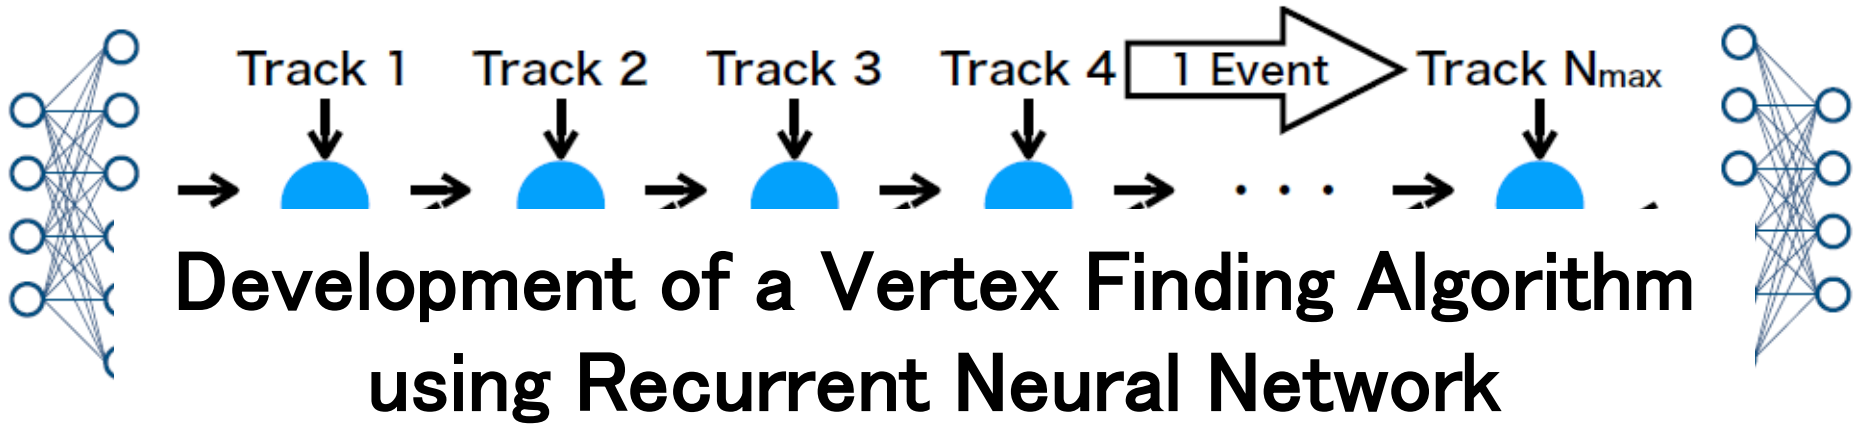 Track 1 Track 2 Track 3 Track 4 1 Event Track Nmax
Development of a Vertex Finding Algorithm
using Recurrent Neural Network